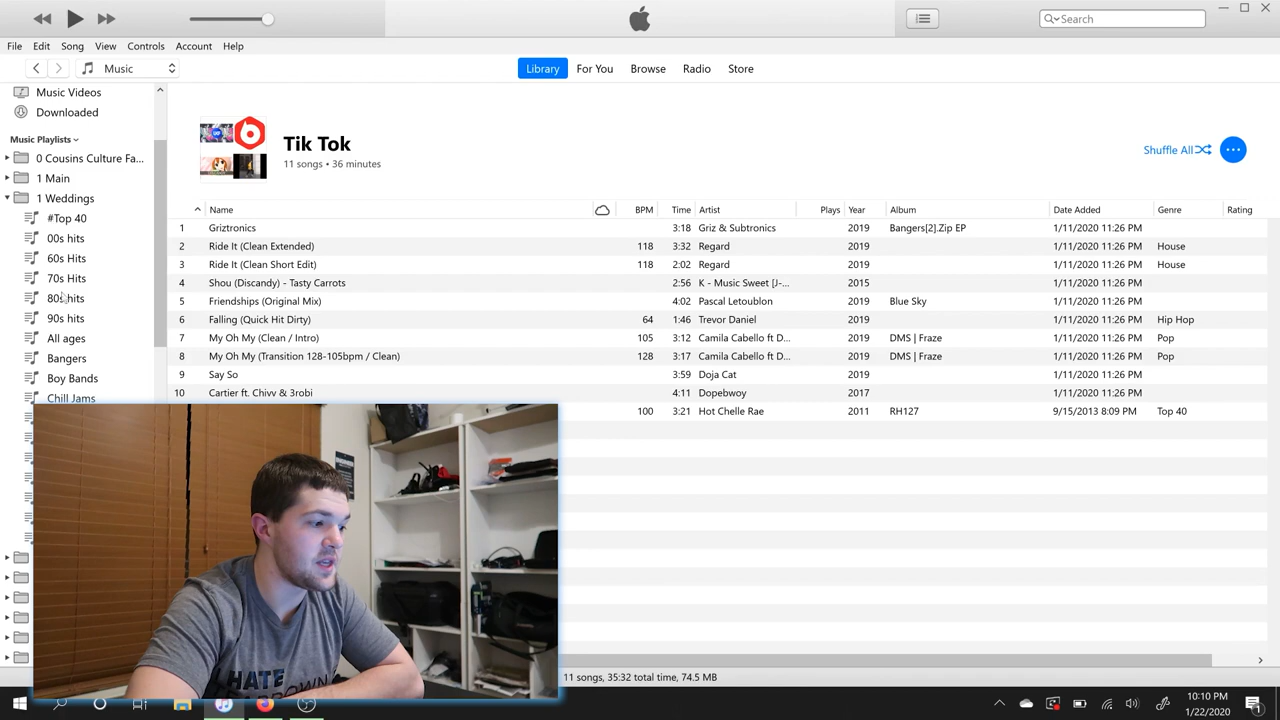 Search
File Edit Song View Controls Account Help
Music
Library For You Browse Radio Store
Music Videos
Downloaded
Music Playlists
0 Cousins Culture Fa...
1 Main
1 Weddings
#Top 40
00s hits
60s Hits
70s Hits
80s hits
90s hits
All ages
Bangers
Boy Bands
Chill Jams
Tik Tok
11 songs • 36 minutes
Shuffle All
Name BPM Time Artist Plays Year Album Date Added Genre Rating
1 Griztronics 3:18 Griz & Subtronics 2019 Bangers[2].Zip EP 1/11/2020 11:26 PM
2 Ride It (Clean Extended) 118 3:32 Regard 2019 1/11/2020 11:26 PM House
3 Ride It (Clean Short Edit) 118 2:02 Regard 2019 1/11/2020 11:26 PM House
4 Shou (Discandy) - Tasty Carrots 2:56 K - Music Sweet [J-... 2015 1/11/2020 11:26 PM
5 Friendships (Original Mix) 4:02 Pascal Letoublon 2019 Blue Sky 1/11/2020 11:26 PM
6 Falling (Quick Hit Dirty) 64 1:46 Trevor Daniel 2019 1/11/2020 11:26 PM Hip Hop
7 My Oh My (Clean / Intro) 105 3:12 Camila Cabello ft D... 2019 DMS | Fraze 1/11/2020 11:26 PM Pop
8 My Oh My (Transition 128-105bpm / Clean) 128 3:17 Camila Cabello ft D... 2019 DMS | Fraze 1/11/2020 11:26 PM Pop
9 Say So 3:59 Doja Cat 2019 1/11/2020 11:26 PM
10 Cartier ft. Chivv & 3robi 4:11 Dopebwoy 2017 1/11/2020 11:26 PM
100 3:21 Hot Chelle Rae 2011 RH127 9/15/2013 8:09 PM Top 40
HATE
11 songs, 35:32 total time, 74.5 MB
10:10 PM
1/22/2020